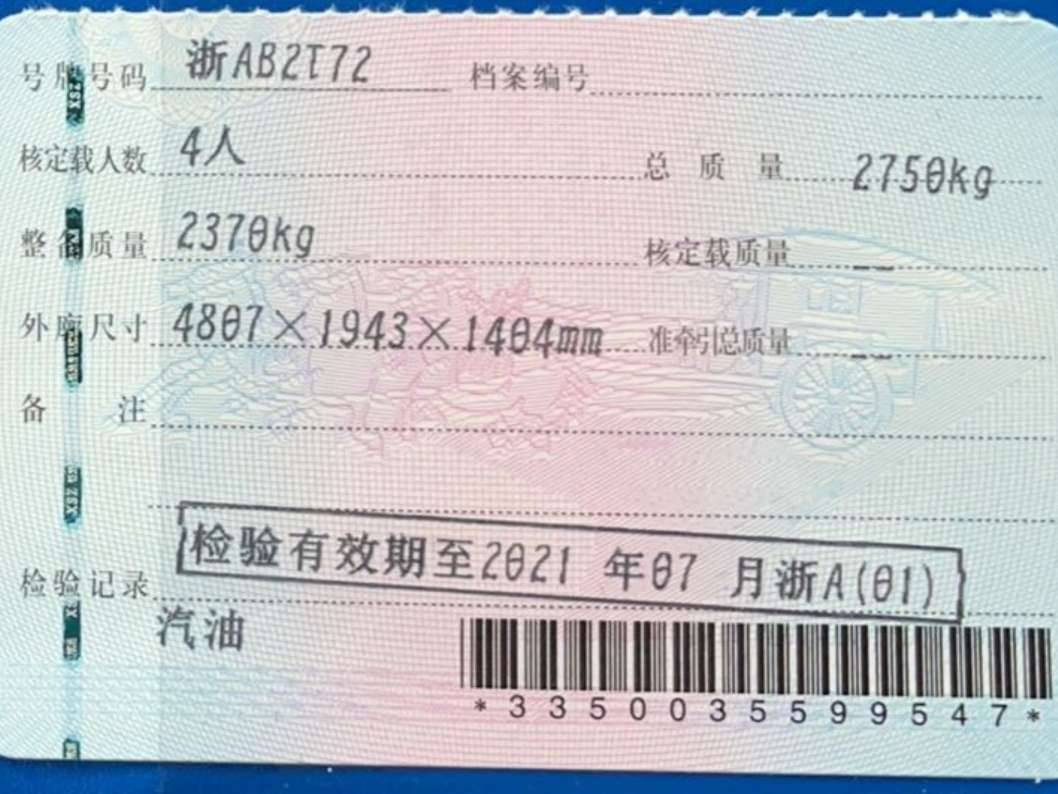 号牌号码 浙AB2T72 档案编号
核定载人数 4人 总质量 2750kg
整备质量 2370kg 核定载质量 —
外廓尺寸 4807×1943×1404mm 准牵引总质量 —
备注
检验有效期至2021 年07 月浙A(01)
检验记录
汽油
*3350035599547*